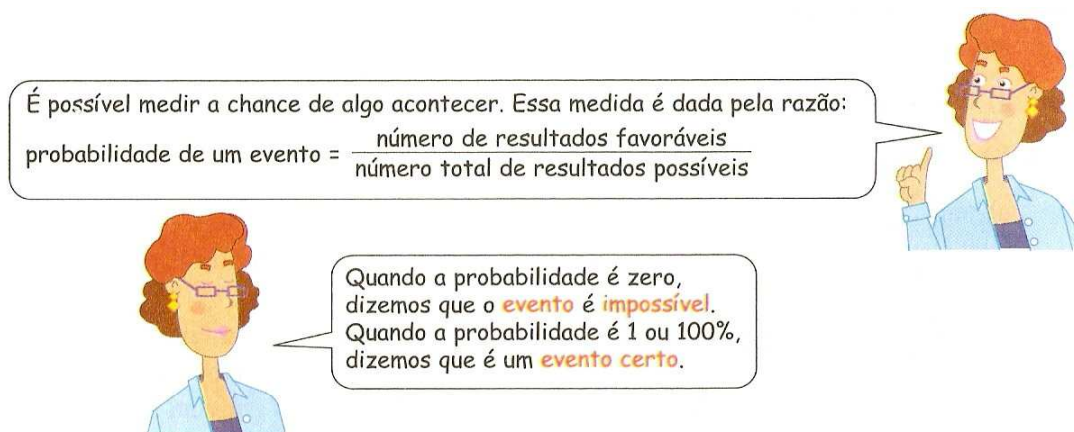 É possível medir a chance de algo acontecer. Essa medida é dada pela razão:
probabilidade de um evento = número de resultados favoráveis
número total de resultados possíveis
Quando a probabilidade é zero,
dizemos que o evento é impossível.
Quando a probabilidade é 1 ou 100%,
dizemos que é um evento certo.